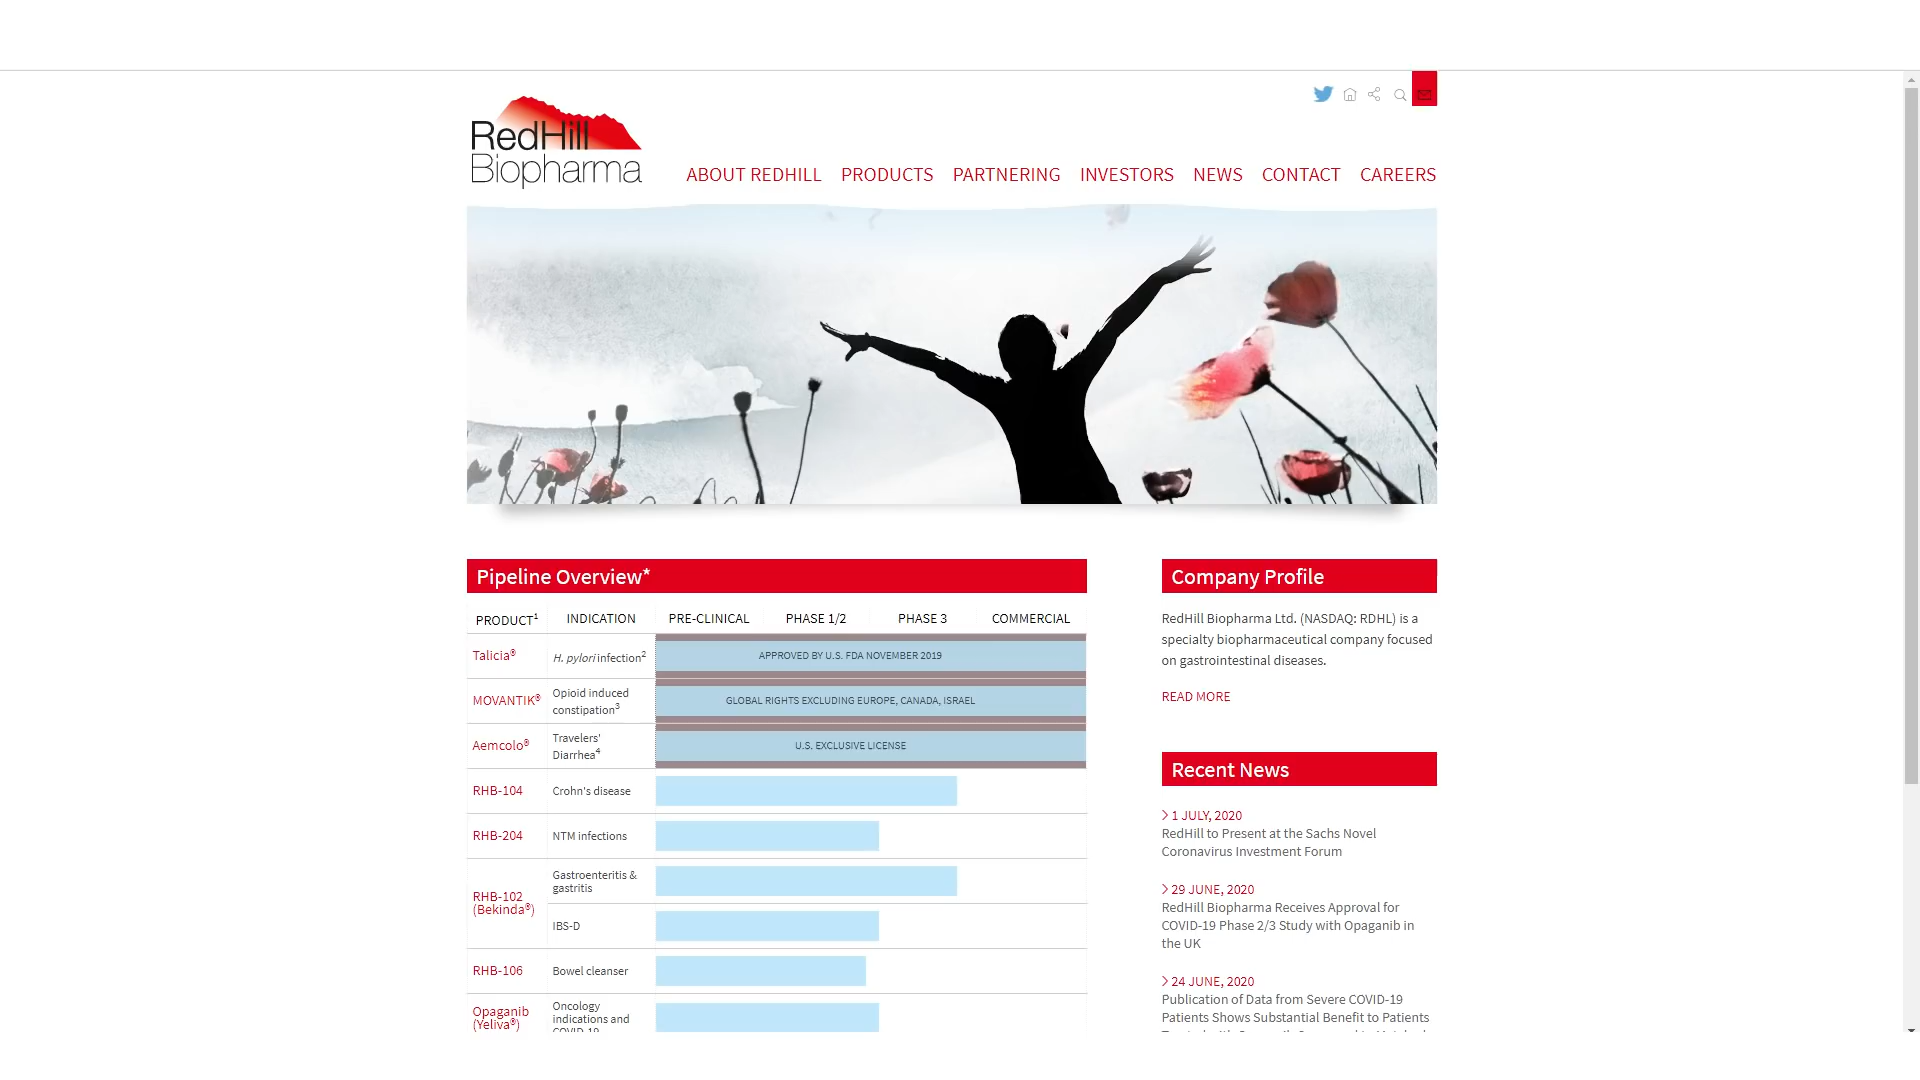 RedHill
Biopharma
ABOUT REDHILL PRODUCTS PARTNERING INVESTORS NEWS CONTACT CAREERS
Pipeline Overview*
PRODUCT¹ INDICATION PRE-CLINICAL PHASE 1/2 PHASE 3 COMMERCIAL
Talicia® H. pylori infection² APPROVED BY U.S. FDA NOVEMBER 2019
MOVANTIK® Opioid induced
constipation³
GLOBAL RIGHTS EXCLUDING EUROPE, CANADA, ISRAEL
Aemcolo® Travelers'
Diarrhea⁴
U.S. EXCLUSIVE LICENSE
RHB-104 Crohn's disease
RHB-204 NTM infections
RHB-102
(Bekinda®)
Gastroenteritis &
gastritis
IBS-D
RHB-106 Bowel cleanser
Opaganib
(Yeliva®)
Oncology
indications and
COVID-19
Company Profile
RedHill Biopharma Ltd. (NASDAQ: RDHL) is a
specialty biopharmaceutical company focused
on gastrointestinal diseases.
READ MORE
Recent News
1 JULY, 2020
RedHill to Present at the Sachs Novel
Coronavirus Investment Forum
29 JUNE, 2020
RedHill Biopharma Receives Approval for
COVID-19 Phase 2/3 Study with Opaganib in
the UK
24 JUNE, 2020
Publication of Data from Severe COVID-19
Patients Shows Substantial Benefit to Patients